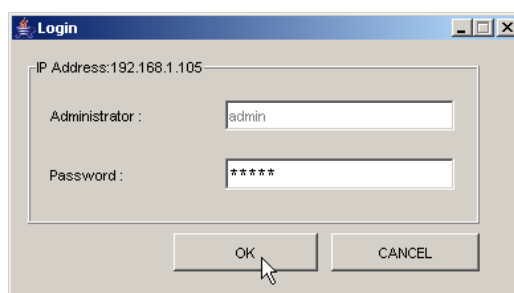 Login
IP Address:192.168.1.105
Administrator :
admin
Password :
*****
OK
CANCEL